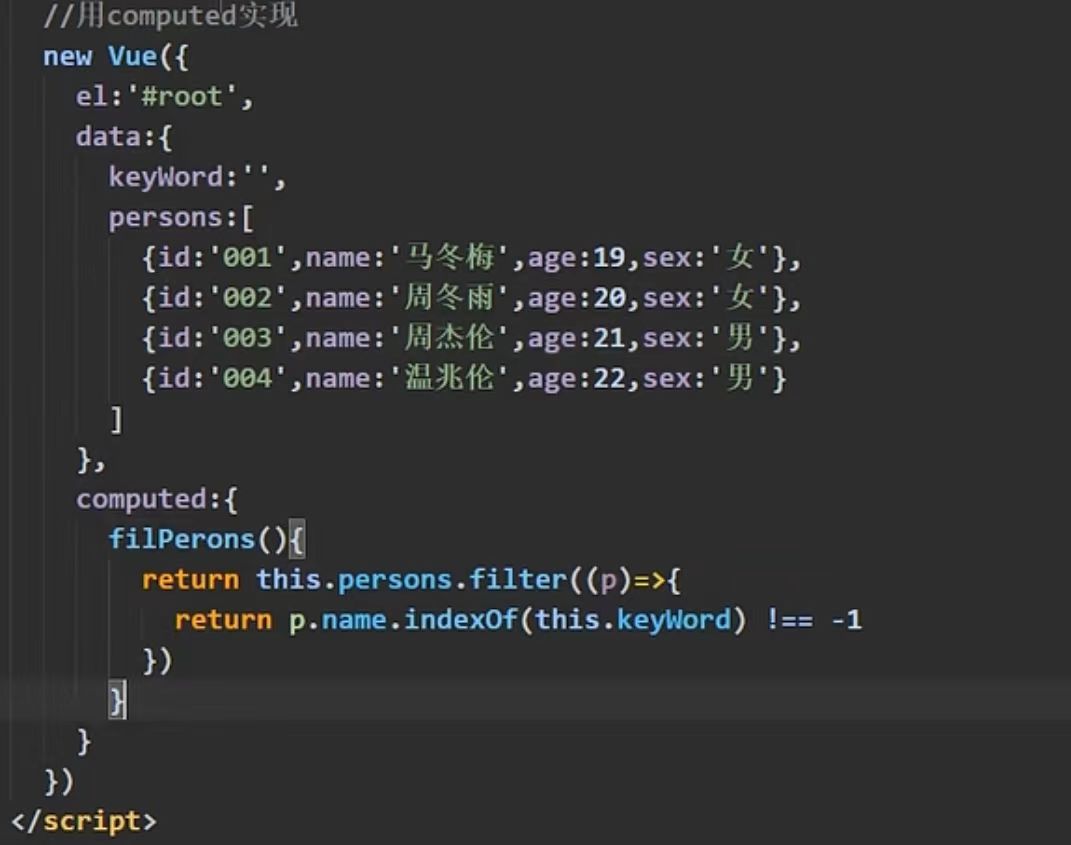 //用computed实现
new Vue({
el:'#root',
data:{
keyWord:'',
persons:[
{id:'001',name:'马冬梅',age:19,sex:'女'},
{id:'002',name:'周冬雨',age:20,sex:'女'},
{id:'003',name:'周杰伦',age:21,sex:'男'},
{id:'004',name:'温兆伦',age:22,sex:'男'}
]
},
computed:{
filPerons(){
return this.persons.filter((p)=>{
return p.name.indexOf(this.keyWord) !== -1
})
}
}
})
</script>